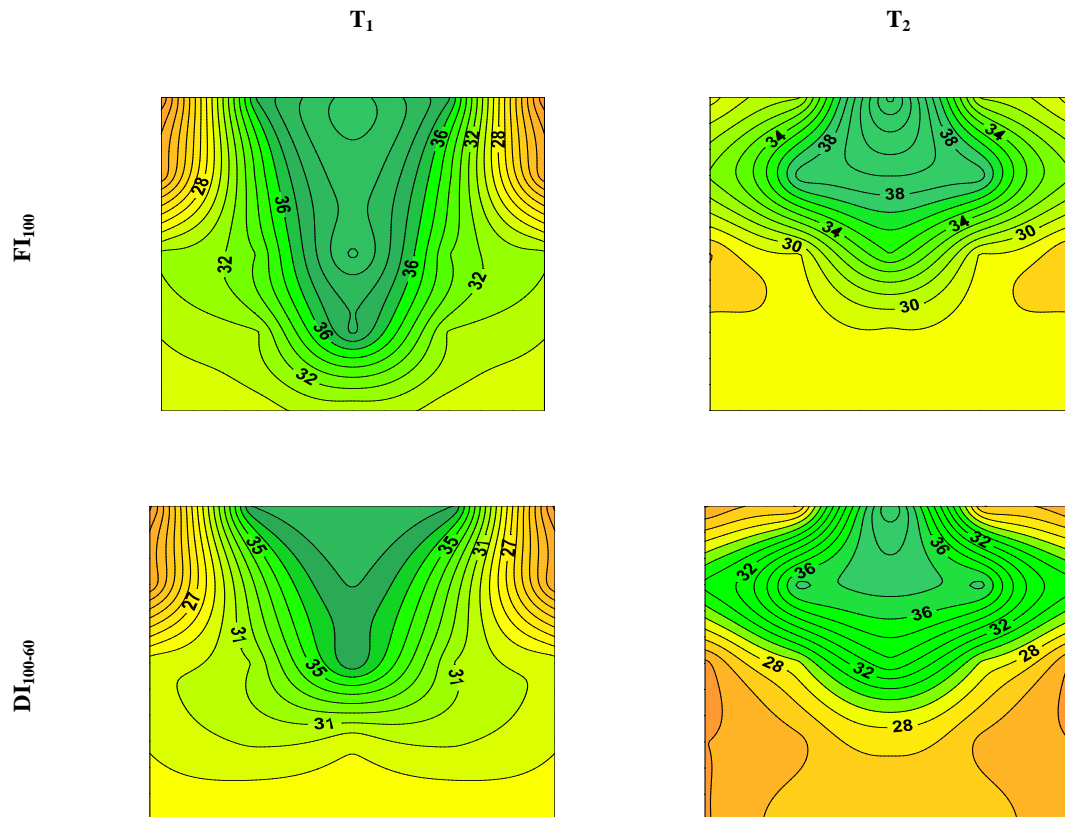 T₁ T₂
FI₁₀₀
36 32 28 34 34
38 38
28 36 38
34 34 30
32 36 32 30
36 30
32
DI₁₀₀₋₆₀
35 35 31 27 36 32
32 36
27 31 36 32
35 31 32 28 28
31 28